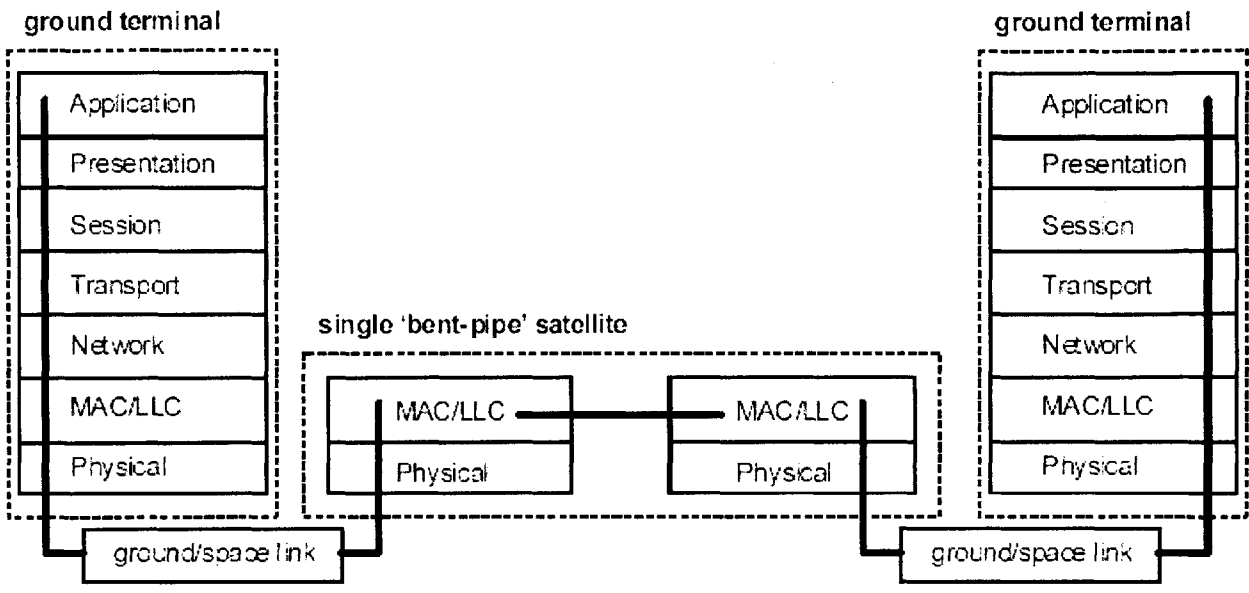 ground terminal
Application
Presentation
Session
Transport
Network
MAC/LLC
Physical
ground/space link
single 'bent-pipe' satellite
MAC/LLC
Physical
MAC/LLC
Physical
ground/space link
ground terminal
Application
Presentation
Session
Transport
Network
MAC/LLC
Physical